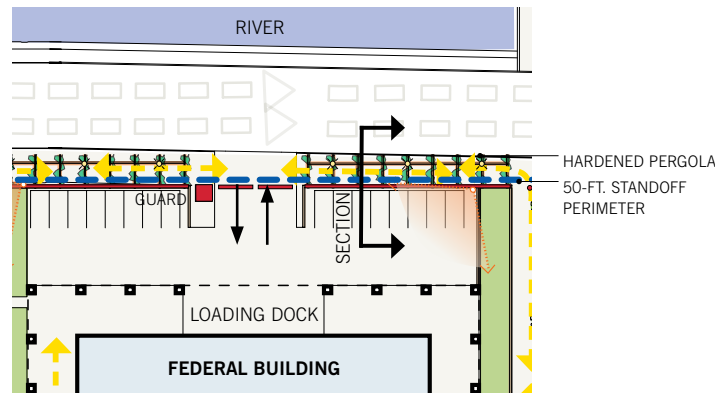 RIVER
HARDENED PERGOLA
50-FT. STANDOFF
PERIMETER
GUARD
SECTION
LOADING DOCK
FEDERAL BUILDING